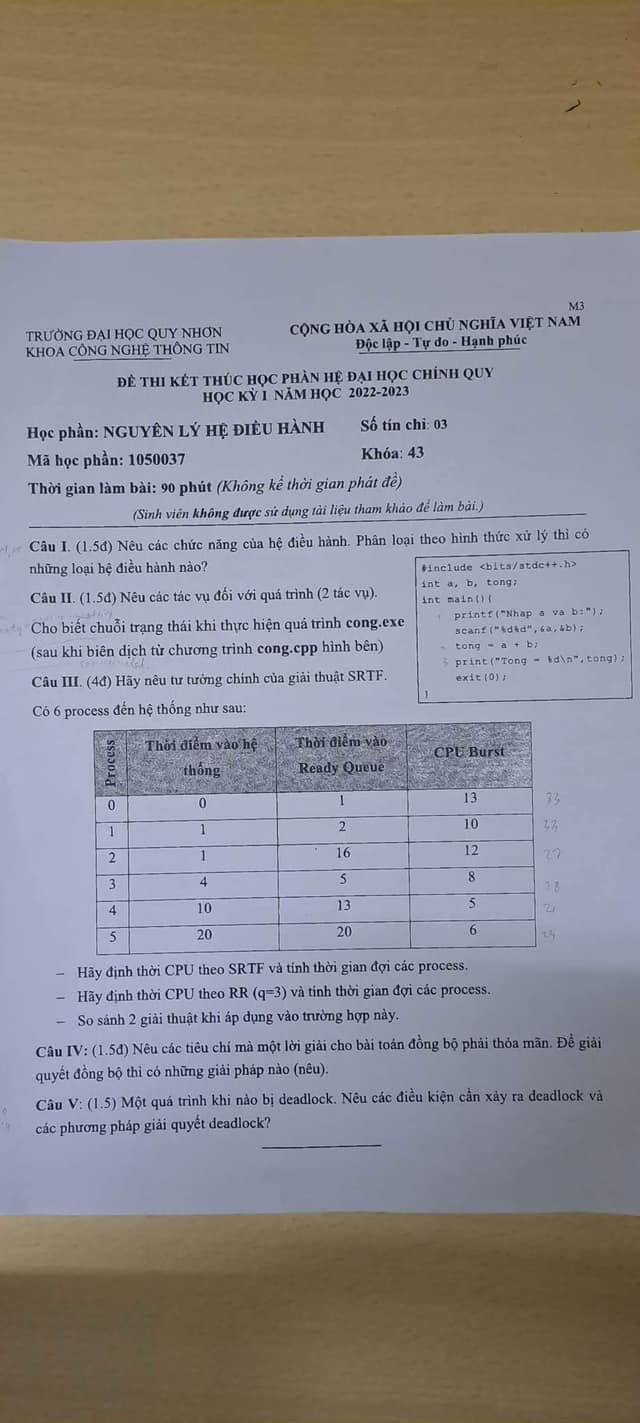 M3
TRƯỜNG ĐẠI HỌC QUY NHƠN
KHOA CÔNG NGHỆ THÔNG TIN
CỘNG HÒA XÃ HỘI CHỦ NGHĨA VIỆT NAM
Độc lập - Tự do - Hạnh phúc
ĐỀ THI KẾT THÚC HỌC PHẦN HỆ ĐẠI HỌC CHÍNH QUY
HỌC KỲ I NĂM HỌC 2022-2023
Học phần: NGUYÊN LÝ HỆ ĐIỀU HÀNH
Số tín chỉ: 03
Mã học phần: 1050037
Khóa: 43
Thời gian làm bài: 90 phút (Không kể thời gian phát đề)
(Sinh viên không được sử dụng tài liệu tham khảo để làm bài.)
Câu I. (1.5đ) Nêu các chức năng của hệ điều hành. Phân loại theo hình thức xử lý thì có
những loại hệ điều hành nào?
Câu II. (1.5đ) Nêu các tác vụ đối với quá trình (2 tác vụ).
Cho biết chuỗi trạng thái khi thực hiện quá trình cong.exe
(sau khi biên dịch từ chương trình cong.cpp hình bên)
#include <bits/stdc++.h>
int a, b, tong;
int main(){
printf("Nhap a va b:");
scanf("%d%d",&a,&b);
tong = a + b;
print("Tong = %d\n",tong);
exit(0);
}
Câu III. (4đ) Hãy nêu tư tưởng chính của giải thuật SRTF.
Có 6 process đến hệ thống như sau:
Process Thời điểm vào hệ thống Thời điểm vào Ready Queue CPU Burst
0 0 1 13 33
1 1 2 10 33
2 1 16 12 27
3 4 5 8 28
4 10 13 5
5 20 20 6
– Hãy định thời CPU theo SRTF và tính thời gian đợi các process.
– Hãy định thời CPU theo RR (q=3) và tính thời gian đợi các process.
– So sánh 2 giải thuật khi áp dụng vào trường hợp này.
Câu IV: (1.5đ) Nêu các tiêu chí mà một lời giải cho bài toán đồng bộ phải thỏa mãn. Để giải
quyết đồng bộ thì có những giải pháp nào (nêu).
Câu V: (1.5) Một quá trình khi nào bị deadlock. Nêu các điều kiện cần xảy ra deadlock và
các phương pháp giải quyết deadlock?